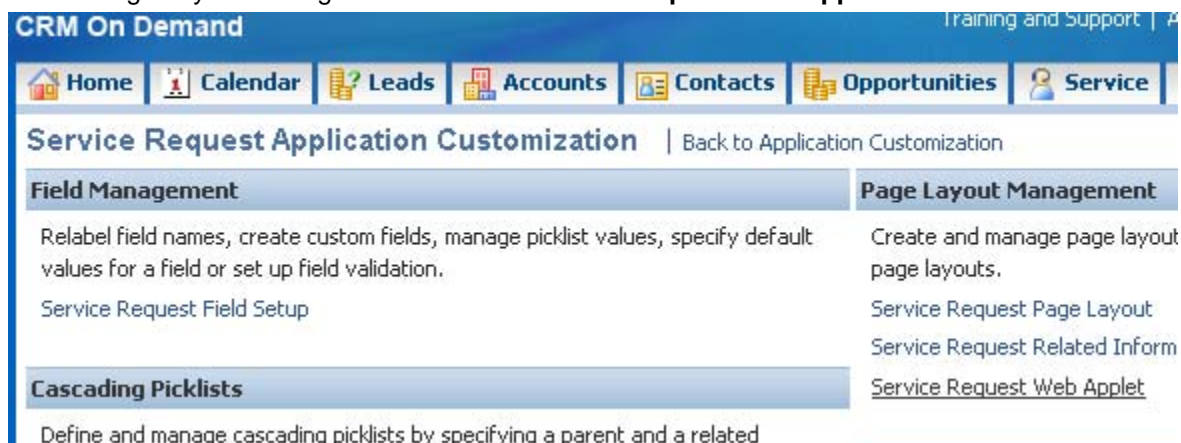 CRM On Demand
Training and Support |
Home Calendar Leads Accounts Contacts Opportunities Service
Service Request Application Customization | Back to Application Customization
Field Management
Relabel field names, create custom fields, manage picklist values, specify default
values for a field or set up field validation.
Service Request Field Setup
Cascading Picklists
Define and manage cascading picklists by specifying a parent and a related
Page Layout Management
Create and manage page layout
page layouts.
Service Request Page Layout
Service Request Related Inform
Service Request Web Applet